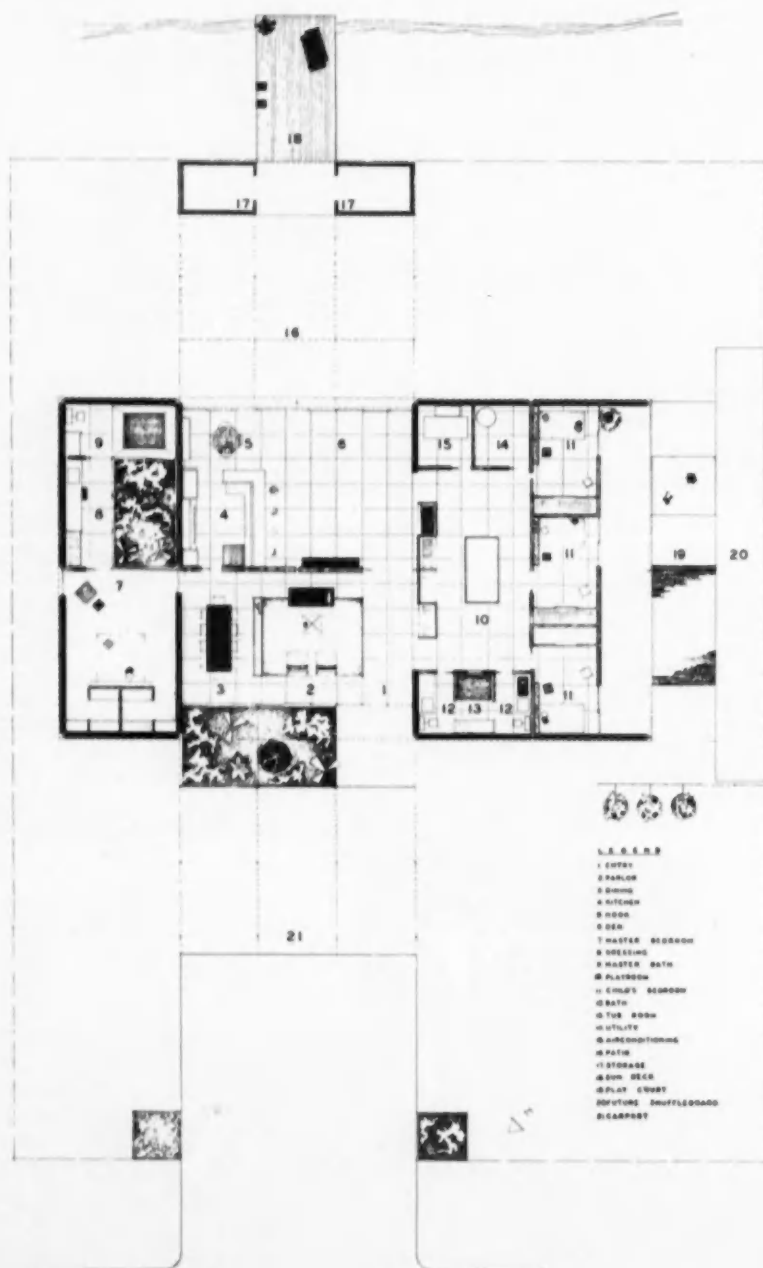 18
17 17
16
9 5 6 15 14 11
8 4
11 19 20
7
10
3 2 1 12 13 12 11
21
LEGEND
1 ENTRY
2 PARLOR
3 DINING
4 KITCHEN
5 NOOK
6 DEN
7 MASTER BEDROOM
8 DRESSING
9 MASTER BATH
10 PLAYROOM
11 CHILD'S BEDROOM
12 BATH
13 TUB ROOM
14 UTILITY
15 AIRCONDITIONING
16 PATIO
17 STORAGE
18 SUN DECK
19 PLAY COURT
20 FUTURE SHUFFLEBOARD
21 CARPORT